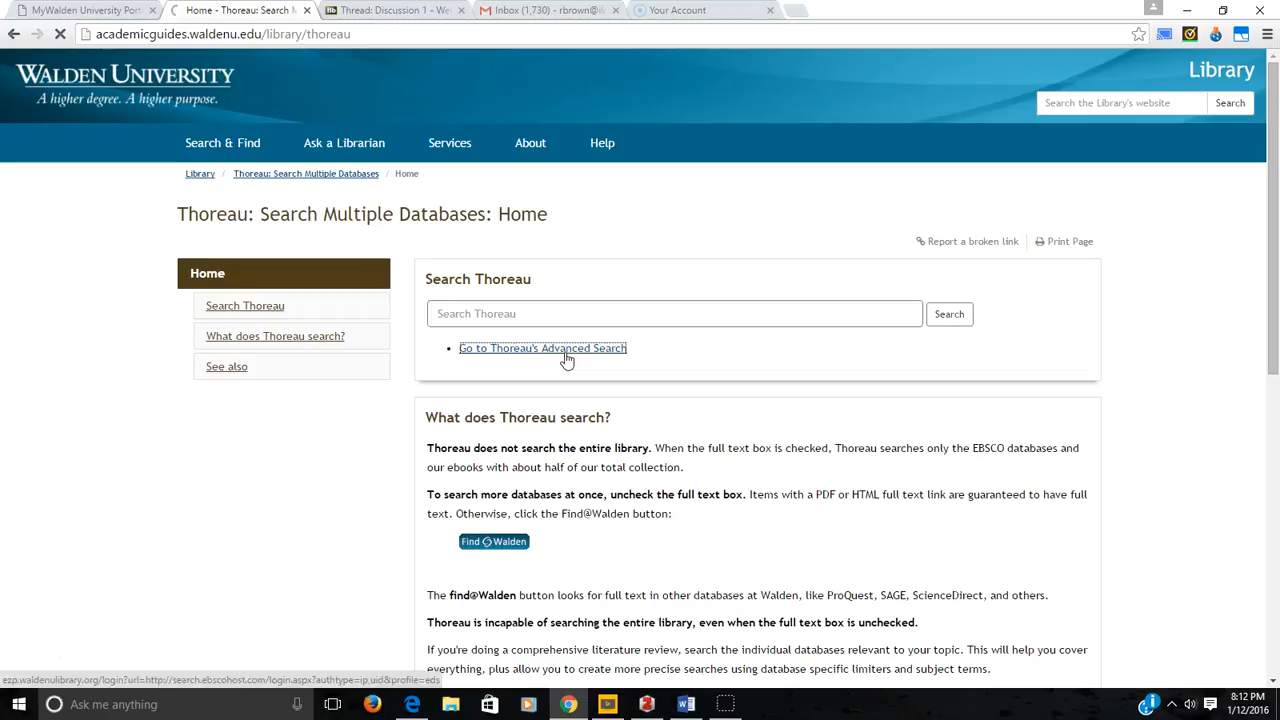 MyWalden University Port
Home - Thoreau: Search M
Thread: Discussion 1 - We
Inbox (1,730) - rbrown@i
Your Account
academicguides.waldenu.edu/library/thoreau
WALDEN UNIVERSITY
A higher degree. A higher purpose.
Library
Search the Library's website
Search
Search & Find
Ask a Librarian
Services
About
Help
Library / Thoreau: Search Multiple Databases / Home
Thoreau: Search Multiple Databases: Home
Report a broken link
Print Page
Home
Search Thoreau
What does Thoreau search?
See also
Search Thoreau
Search Thoreau
Search
• Go to Thoreau's Advanced Search
What does Thoreau search?
Thoreau does not search the entire library. When the full text box is checked, Thoreau searches only the EBSCO databases and
our ebooks with about half of our total collection.
To search more databases at once, uncheck the full text box. Items with a PDF or HTML full text link are guaranteed to have full
text. Otherwise, click the Find@Walden button:
Find @ Walden
The find@Walden button looks for full text in other databases at Walden, like ProQuest, SAGE, ScienceDirect, and others.
Thoreau is incapable of searching the entire library, even when the full text box is unchecked.
If you're doing a comprehensive literature review, search the individual databases relevant to your topic. This will help you cover
everything, plus allow you to create more precise searches using database specific limiters and subject terms.
ezp.waldenulibrary.org/login?url=http://search.ebscohost.com/login.aspx?authtype=ip,uid&profile=eds
Ask me anything
8:12 PM
1/12/2016